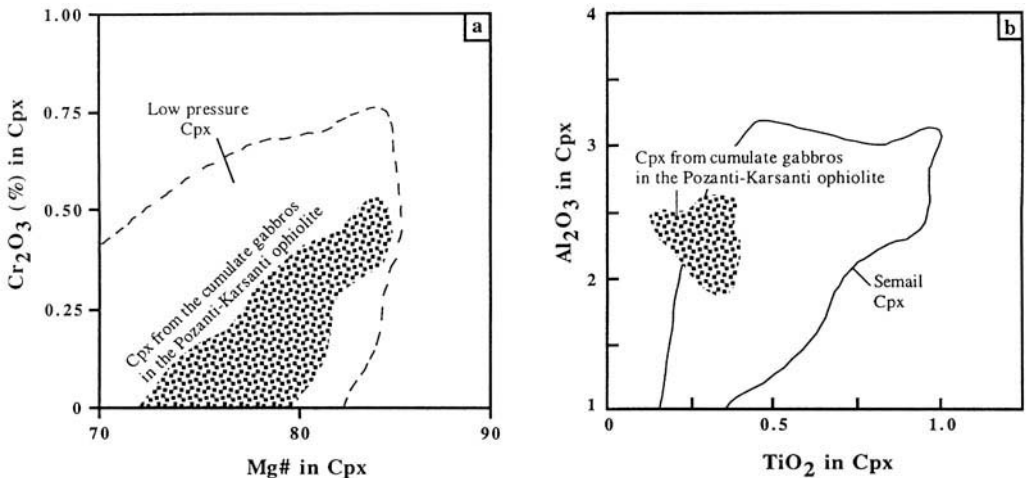 a
1.00
0.75
0.50
0.25
0
70
80
90
Cr2O3 (%) in Cpx
Mg# in Cpx
Low pressure
Cpx
Cpx from the cumulate gabbros
in the Pozanti-Karsanti ophiolite
b
4
3
2
1
0
0.5
1.0
Al2O3 in Cpx
TiO2 in Cpx
Cpx from cumulate gabbros
in the Pozanti-Karsanti ophiolite
Semail
Cpx